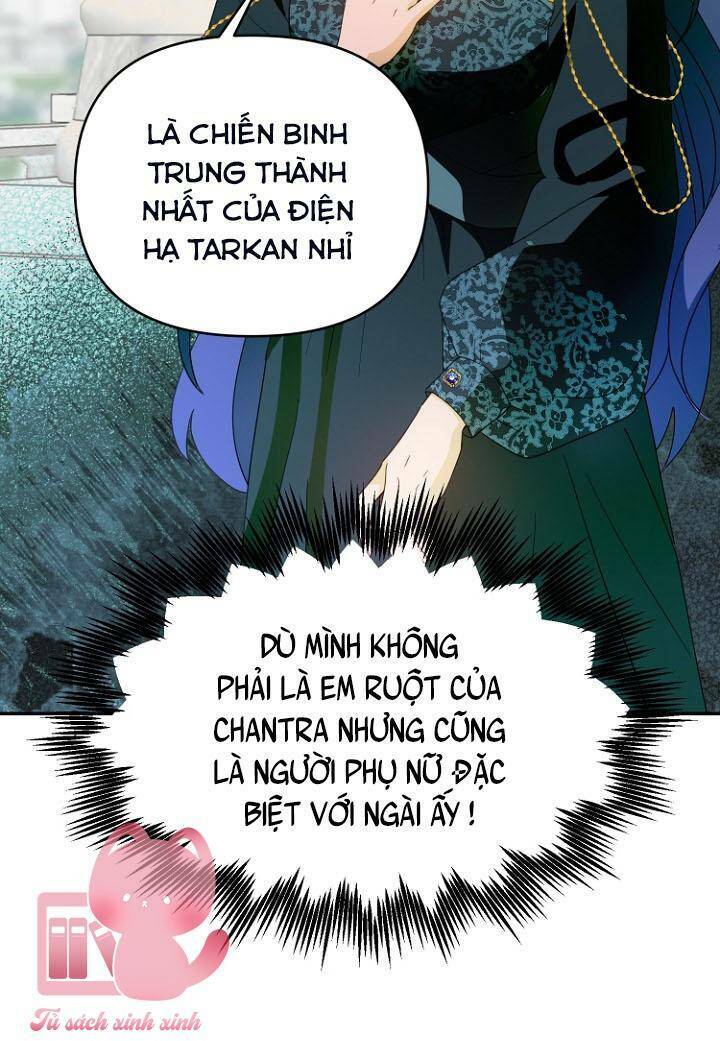 LÀ CHIẾN BINH
TRUNG THÀNH
NHẤT CỦA ĐIỆN
HẠ TARKAN NHỈ
DÙ MÌNH KHÔNG
PHẢI LÀ EM RUỘT CỦA
CHANTRA NHƯNG CŨNG
LÀ NGƯỜI PHỤ NỮ ĐẶC
BIỆT VỚI NGÀI ẤY !
Tủ sách xinh xinh